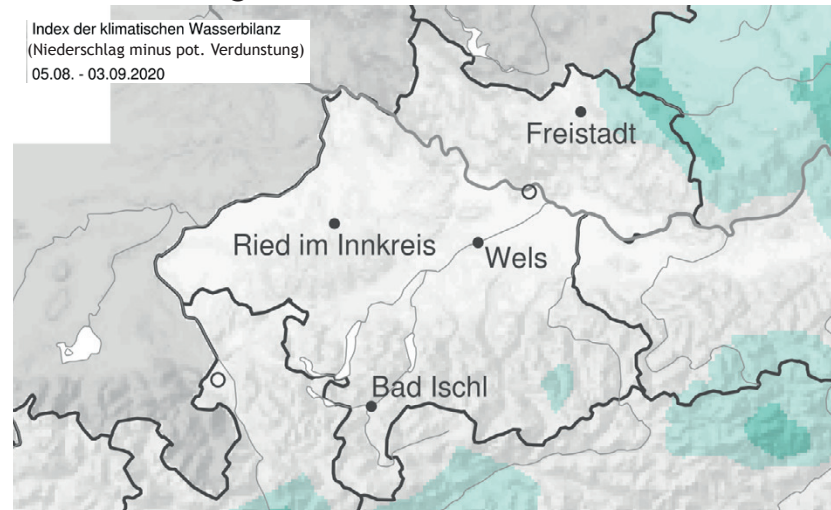 Index der klimatischen Wasserbilanz
(Niederschlag minus pot. Verdunstung)
05.08. - 03.09.2020
Freistadt
Ried im Innkreis
Wels
Bad Ischl